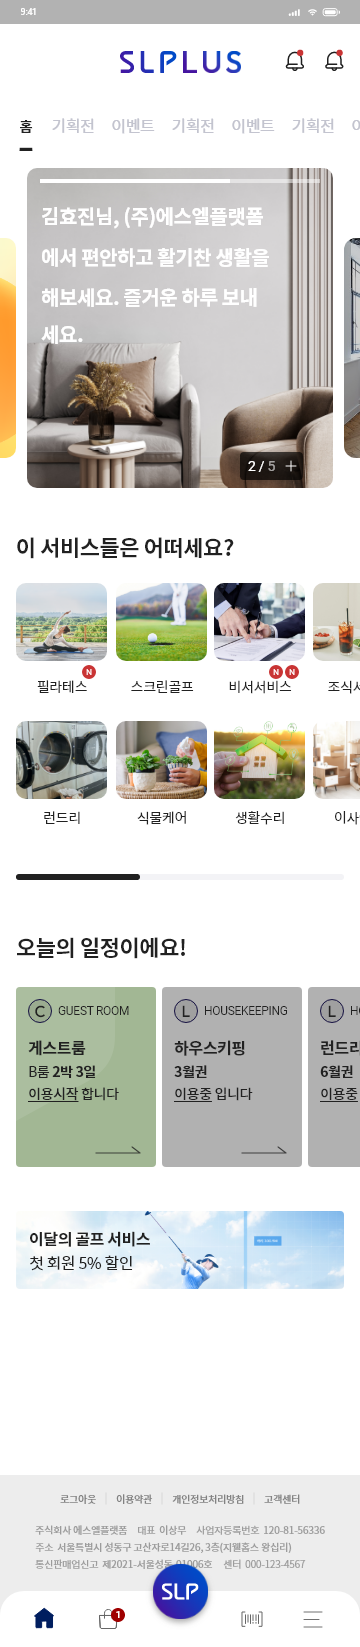 9:41
SLPLUS
홈 기획전 이벤트 기획전 이벤트 기획전
김효진님, (주)에스엘플랫폼
에서 편안하고 활기찬 생활을
해보세요. 즐거운 하루 보내
세요.
2 / 5 +
이 서비스들은 어떠세요?
N N N
필라테스 스크린골프 비서서비스 조식서
런드리 식물케어 생활수리 이사
오늘의 일정이에요!
C GUEST ROOM
게스트룸
B룸 2박 3일
이용시작 합니다
L HOUSEKEEPING
하우스키핑
3월권
이용중 입니다
L HO
런드리
6월권
이용중
이달의 골프 서비스
첫 회원 5% 할인
로그아웃 이용약관 개인정보처리방침 고객센터
주식회사 에스엘플랫폼 대표 이상무 사업자등록번호 120-81-56336
주소 서울특별시 성동구 고산자로14길26, 3층(지웰홈스 왕십리)
통신판매업신고 제2021-서울성동-01006호 센터 000-123-4567
1
SLP